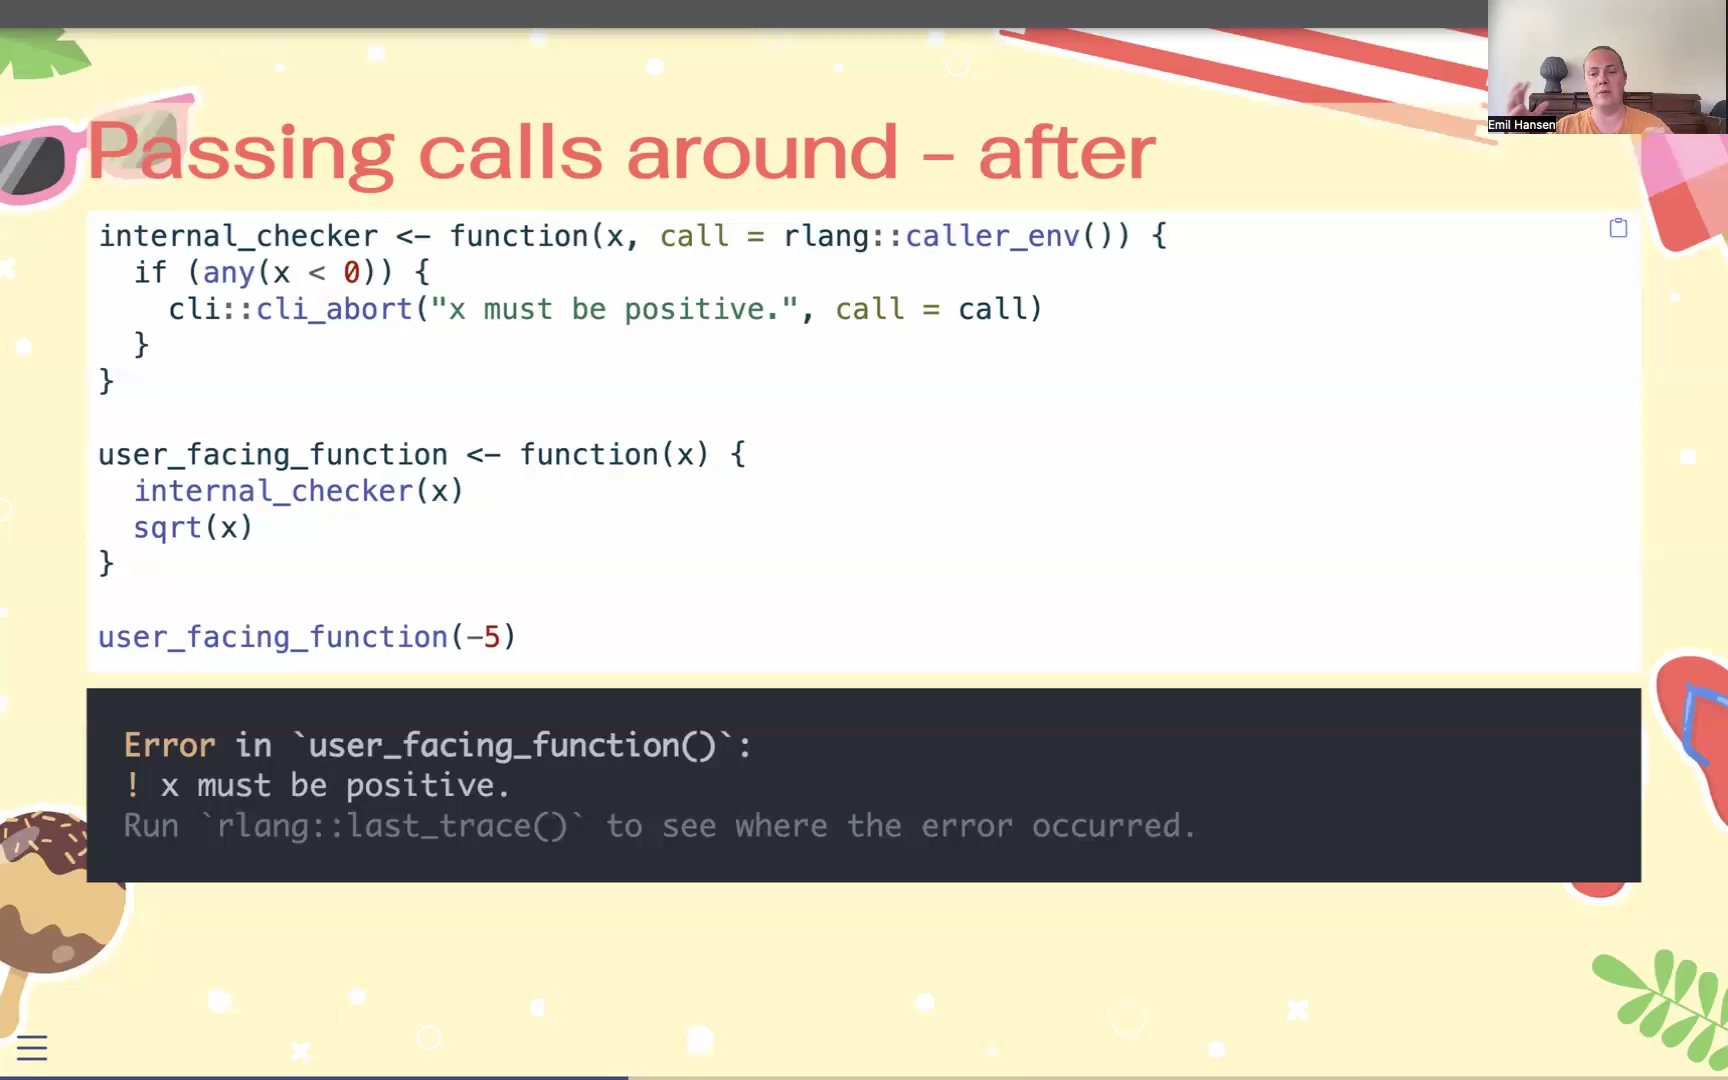 Emil Hansen
Passing calls around - after
internal_checker <- function(x, call = rlang::caller_env()) {
  if (any(x < 0)) {
    cli::cli_abort("x must be positive.", call = call)
  }
}
user_facing_function <- function(x) {
  internal_checker(x)
  sqrt(x)
}
user_facing_function(-5)
Error in `user_facing_function()`:
! x must be positive.
Run `rlang::last_trace()` to see where the error occurred.